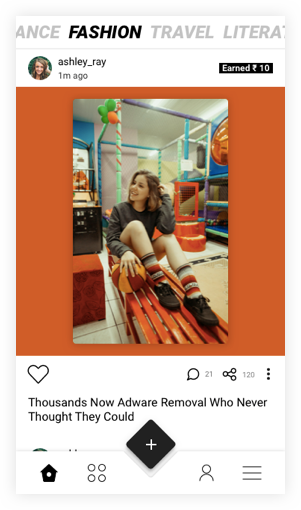 ANCE FASHION TRAVEL LITERAT
ashley_ray
1m ago
Earned ₹ 10
21
120
Thousands Now Adware Removal Who Never
Thought They Could